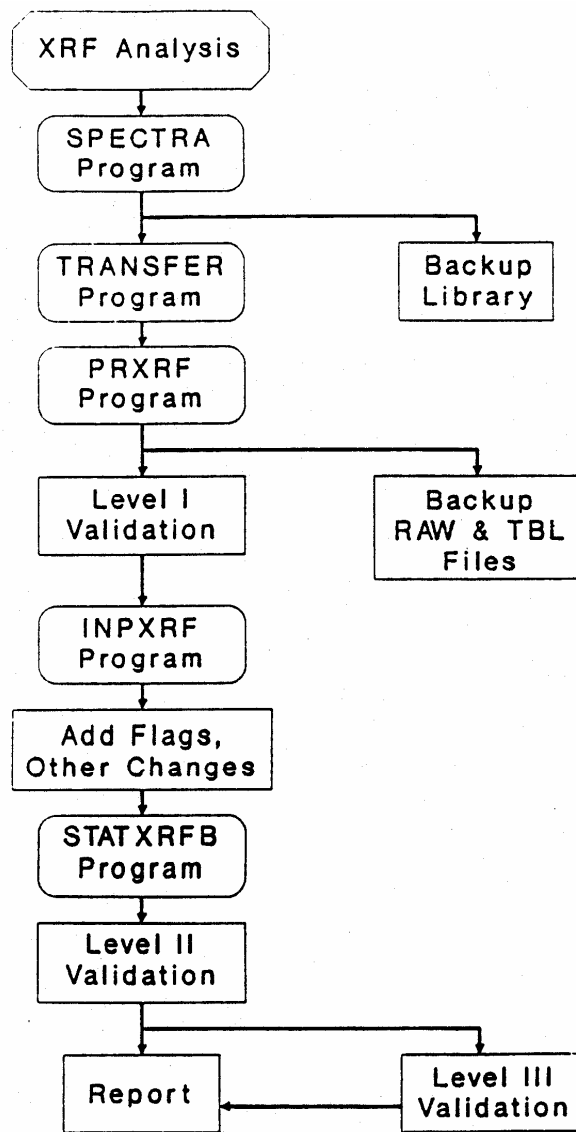 XRF Analysis
SPECTRA
Program
TRANSFER
Program
Backup
Library
PRXRF
Program
Level I
Validation
Backup
RAW & TBL
Files
INPXRF
Program
Add Flags,
Other Changes
STATXRFB
Program
Level II
Validation
Report
Level III
Validation